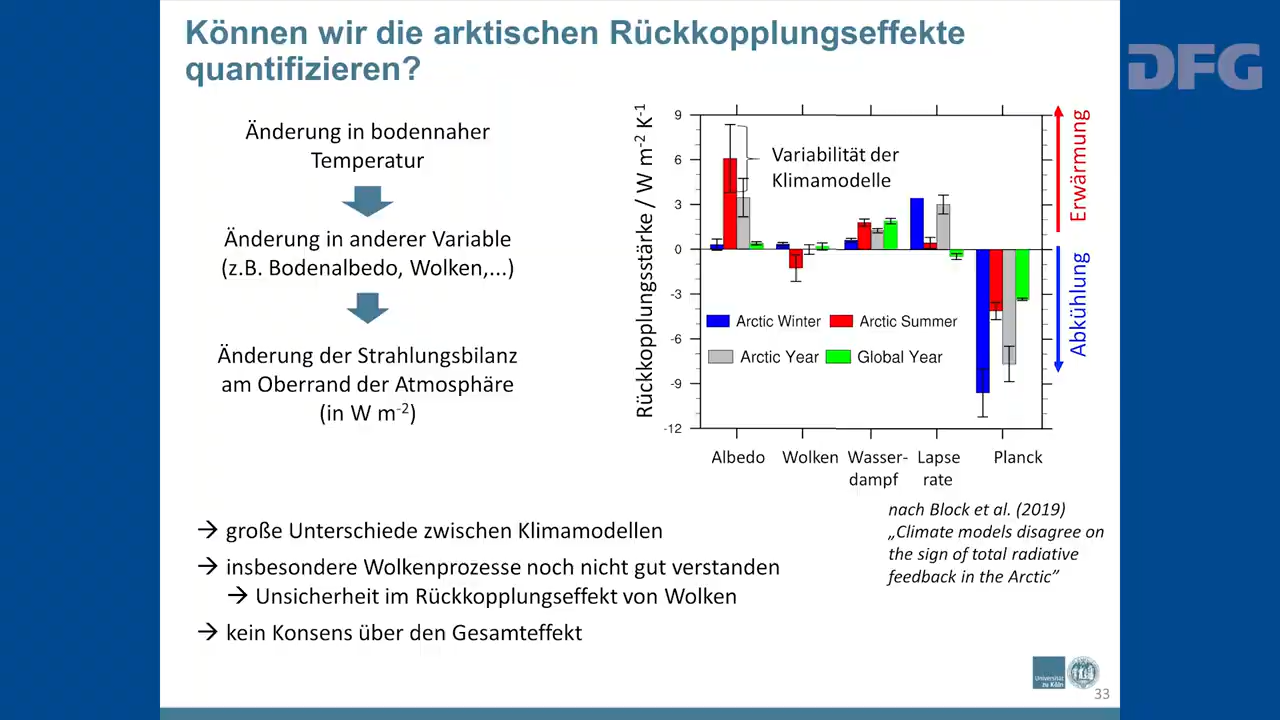 Können wir die arktischen Rückkopplungseffekte
quantifizieren?
DFG
Änderung in bodennaher
Temperatur
Änderung in anderer Variable
(z.B. Bodenalbedo, Wolken,...)
Änderung der Strahlungsbilanz
am Oberrand der Atmosphäre
(in W m-2)
Rückkopplungsstärke / W m-2 K-1
9
6
3
0
-3
-6
-9
-12
Variabilität der
Klimamodelle
Arctic Winter
Arctic Summer
Arctic Year
Global Year
Erwärmung
Abkühlung
Albedo
Wolken
Wasser-
dampf
Lapse
rate
Planck
nach Block et al. (2019)
„Climate models disagree on
the sign of total radiative
feedback in the Arctic”
→ große Unterschiede zwischen Klimamodellen
→ insbesondere Wolkenprozesse noch nicht gut verstanden
→ Unsicherheit im Rückkopplungseffekt von Wolken
→ kein Konsens über den Gesamteffekt
Universität
zu Köln
33